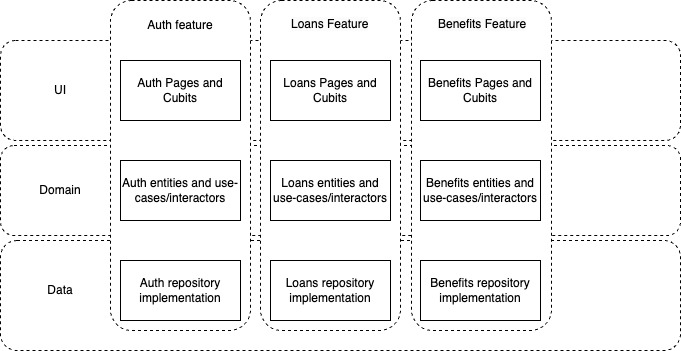 Auth feature
Loans Feature
Benefits Feature
UI
Auth Pages and
Cubits
Loans Pages and
Cubits
Benefits Pages and
Cubits
Domain
Auth entities and use-
cases/interactors
Loans entities and
use-cases/interactors
Benefits entities and
use-cases/interactors
Data
Auth repository
implementation
Loans repository
implementation
Benefits repository
implementation